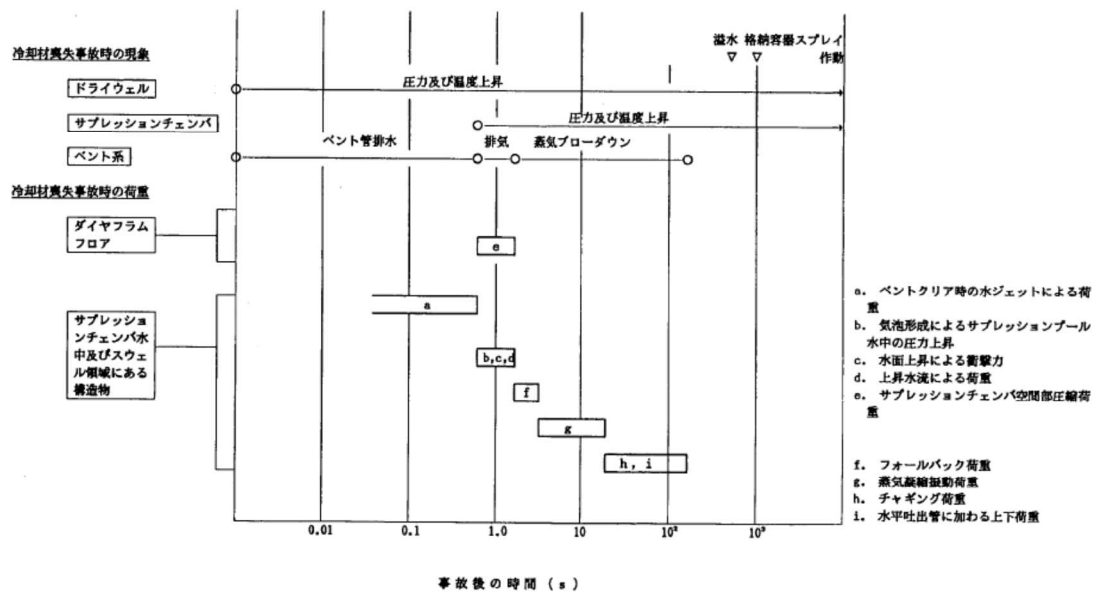 冷却材喪失事故時の現象
溢水 格納容器スプレイ
▽ ▽ 作動
ドライウェル
圧力及び温度上昇
サプレッションチェンバ
圧力及び温度上昇
ベント系
ベント管排水 排気 蒸気ブローダウン
冷却材喪失事故時の荷重
ダイヤフラム
フロア
e
サプレッショ
ンチェンバ水
中及びスウェ
ル領域にある
構造物
a
b,c,d
f
g
h, i
a. ベントクリア時の水ジェットによる荷
重
b. 気泡形成によるサプレッションプール
水中の圧力上昇
c. 水面上昇による衝撃力
d. 上昇水流による荷重
e. サプレッションチェンバ空間部圧縮荷
重
f. フォールバック荷重
g. 蒸気凝縮振動荷重
h. チャギング荷重
i. 水平吐出管に加わる上下荷重
0.01 0.1 1.0 10 10² 10³
事故後の時間 (s)